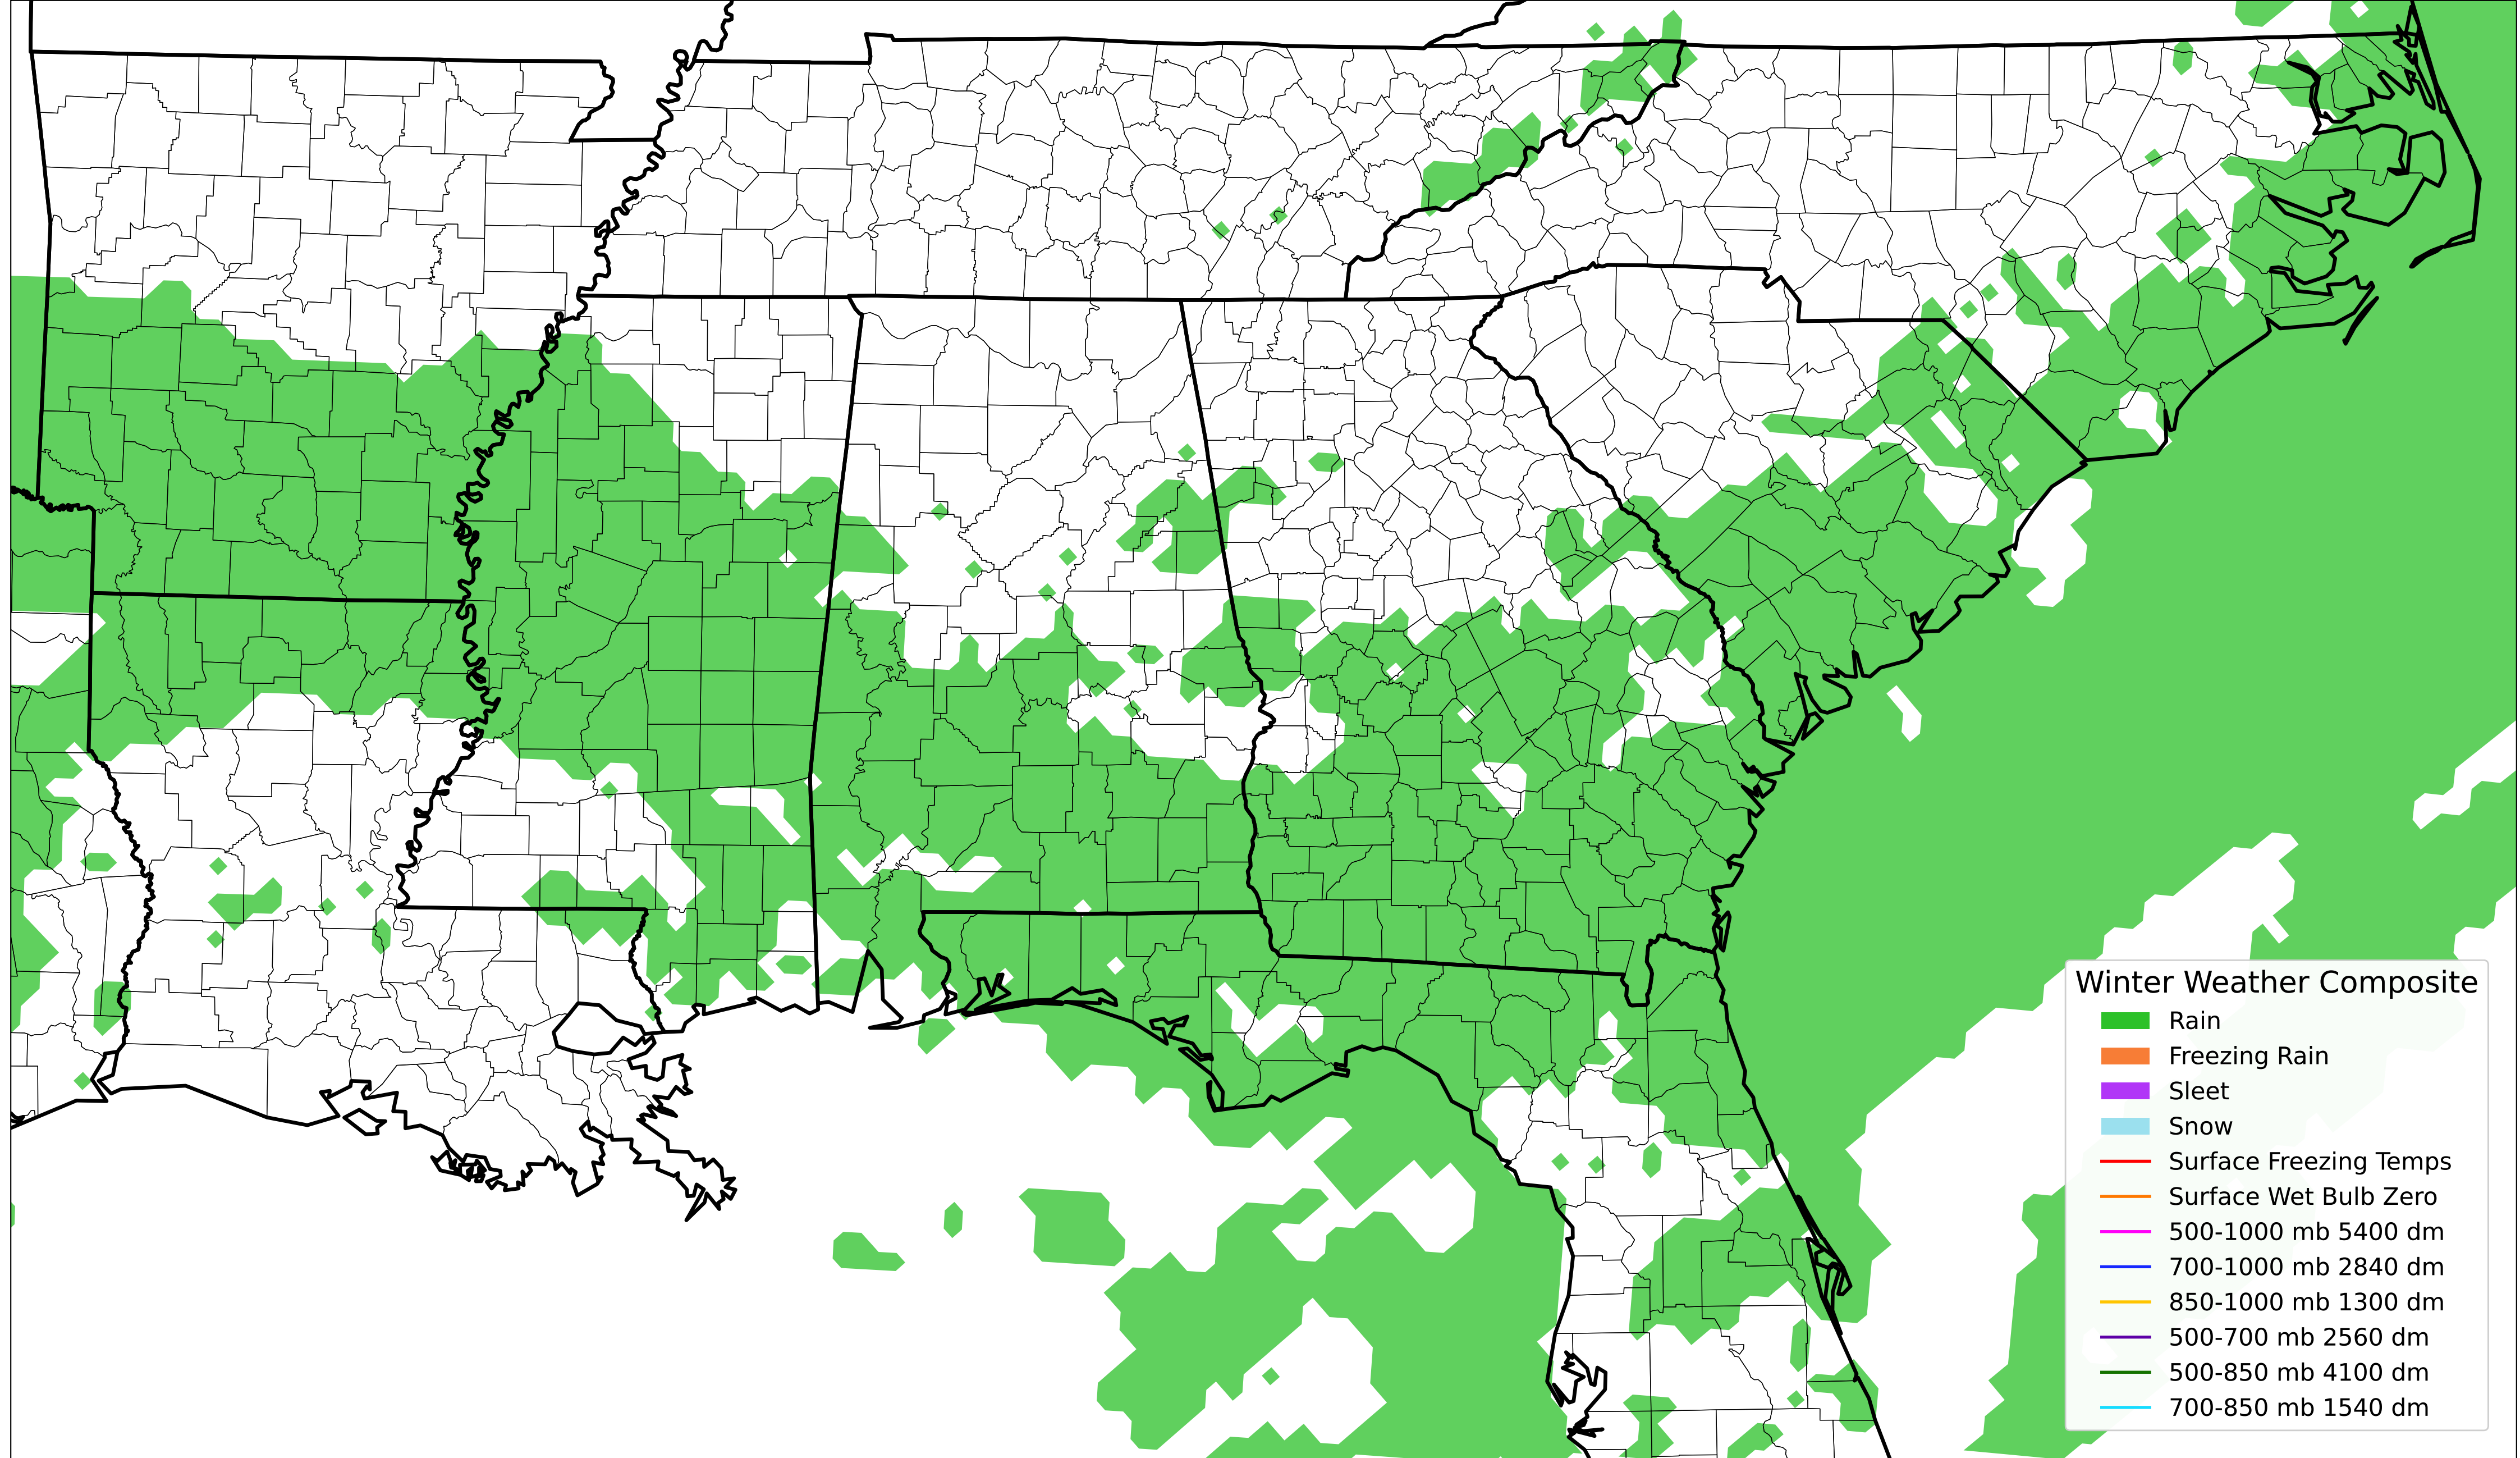 Winter Weather Composite
Rain
Freezing Rain
Sleet
Snow
Surface Freezing Temps
Surface Wet Bulb Zero
500-1000 mb 5400 dm
700-1000 mb 2840 dm
850-1000 mb 1300 dm
500-700 mb 2560 dm
500-850 mb 4100 dm
700-850 mb 1540 dm